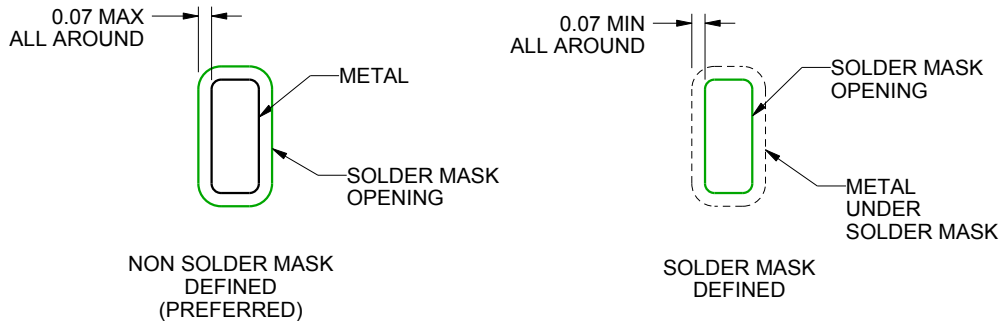 0.07 MAX
ALL AROUND
METAL
SOLDER MASK
OPENING
NON SOLDER MASK
DEFINED
(PREFERRED)
0.07 MIN
ALL AROUND
SOLDER MASK
OPENING
METAL
UNDER
SOLDER MASK
SOLDER MASK
DEFINED